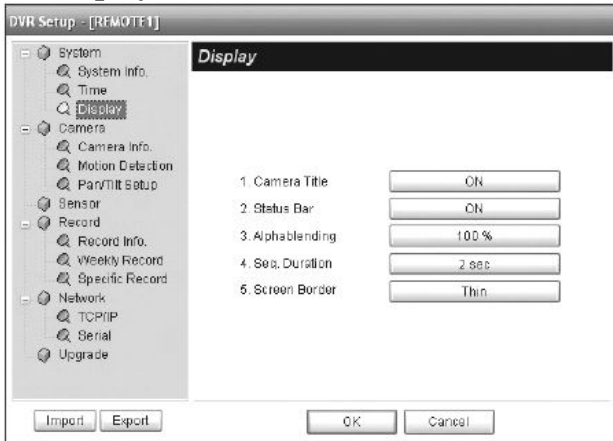 DVR Setup - [REMOTE1]
System
System Info.
Time
Display
Camera
Camera Info.
Motion Detection
Pan/Tilt Setup
Sensor
Record
Record Info.
Weekly Record
Specific Record
Network
TCP/IP
Serial
Upgrade
Import
Export
Display
1. Camera Title
ON
2. Status Bar
ON
3. Alphablending
100 %
4. Seq. Duration
2 sec
5. Screen Border
Thin
OK
Cancel